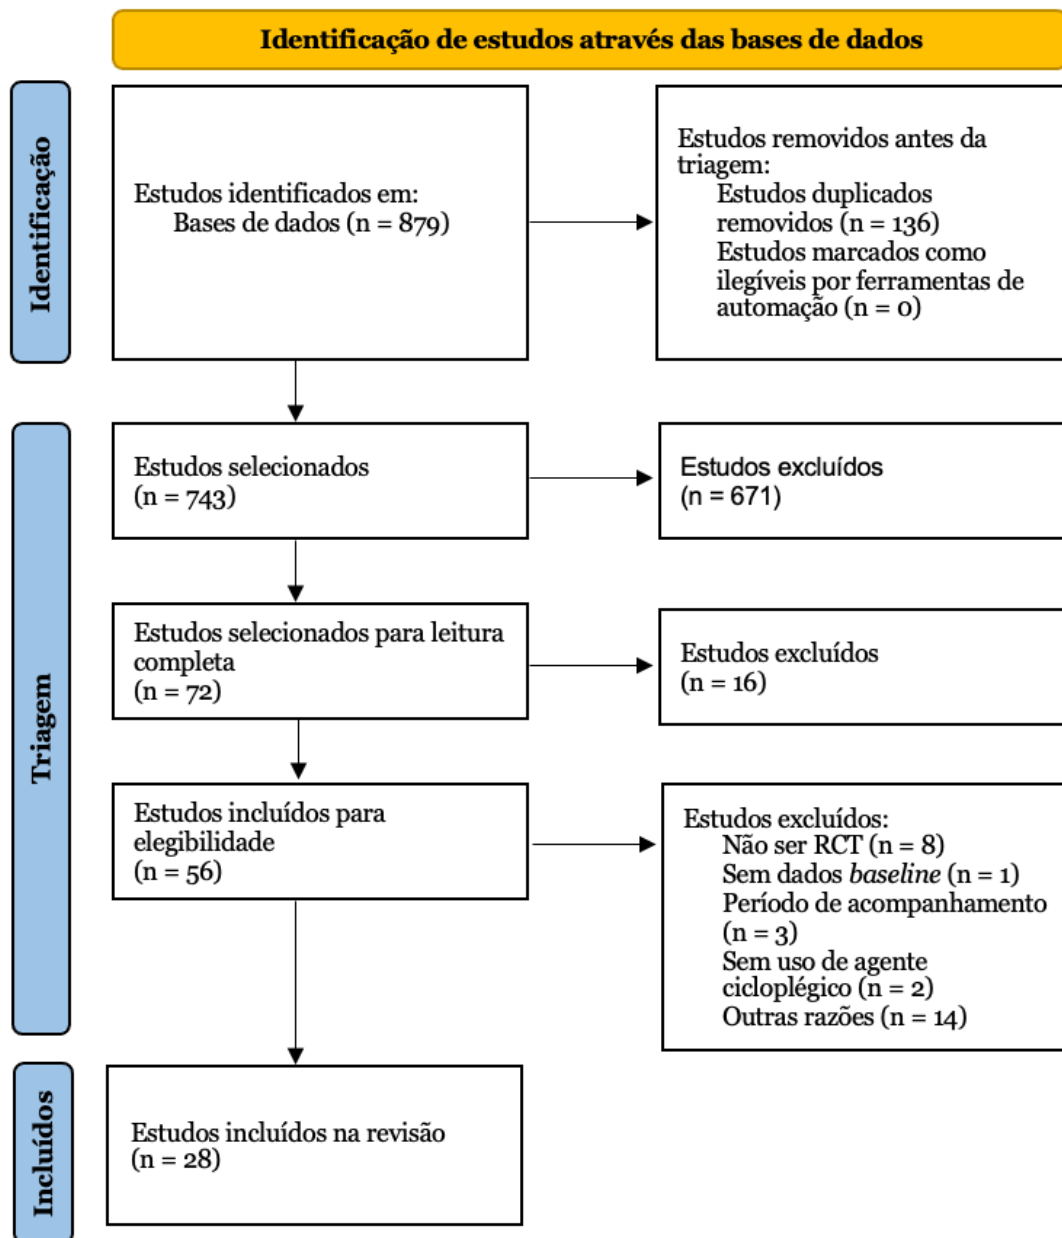 Identificação de estudos através das bases de dados
Identificação
Estudos identificados em:
Bases de dados (n = 879)
Estudos removidos antes da
triagem:
Estudos duplicados
removidos (n = 136)
Estudos marcados como
ilegíveis por ferramentas de
automação (n = 0)
Triagem
Estudos selecionados
(n = 743)
Estudos excluídos
(n = 671)
Estudos selecionados para leitura
completa
(n = 72)
Estudos excluídos
(n = 16)
Estudos incluídos para
elegibilidade
(n = 56)
Estudos excluídos:
Não ser RCT (n = 8)
Sem dados baseline (n = 1)
Período de acompanhamento
(n = 3)
Sem uso de agente
cicloplégico (n = 2)
Outras razões (n = 14)
Incluídos
Estudos incluídos na revisão
(n = 28)